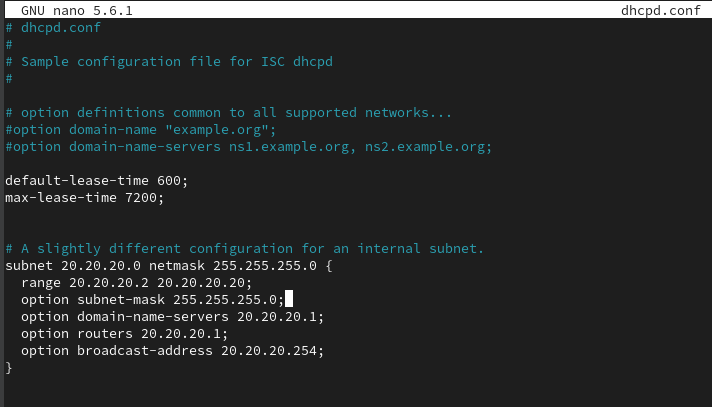 GNU nano 5.6.1 dhcpd.conf
# dhcpd.conf
#
# Sample configuration file for ISC dhcpd
#
# option definitions common to all supported networks...
#option domain-name "example.org";
#option domain-name-servers ns1.example.org, ns2.example.org;
default-lease-time 600;
max-lease-time 7200;
# A slightly different configuration for an internal subnet.
subnet 20.20.20.0 netmask 255.255.255.0 {
  range 20.20.20.2 20.20.20.20;
  option subnet-mask 255.255.255.0;
  option domain-name-servers 20.20.20.1;
  option routers 20.20.20.1;
  option broadcast-address 20.20.20.254;
}